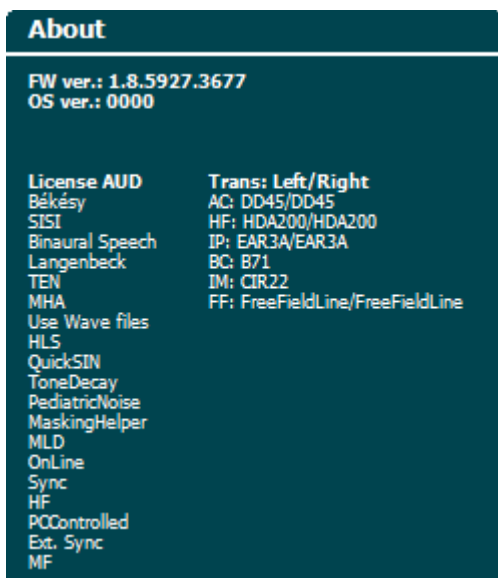 About
FW ver.: 1.8.5927.3677
OS ver.: 0000
License AUD
Békésy
SISI
Binaural Speech
Langenbeck
TEN
MHA
Use Wave files
HLS
QuickSIN
ToneDecay
PediatricNoise
MaskingHelper
MLD
OnLine
Sync
HF
PCControlled
Ext. Sync
MF
Trans: Left/Right
AC: DD45/DD45
HF: HDA200/HDA200
IP: EAR3A/EAR3A
BC: B71
IM: CIR22
FF: FreeFieldLine/FreeFieldLine